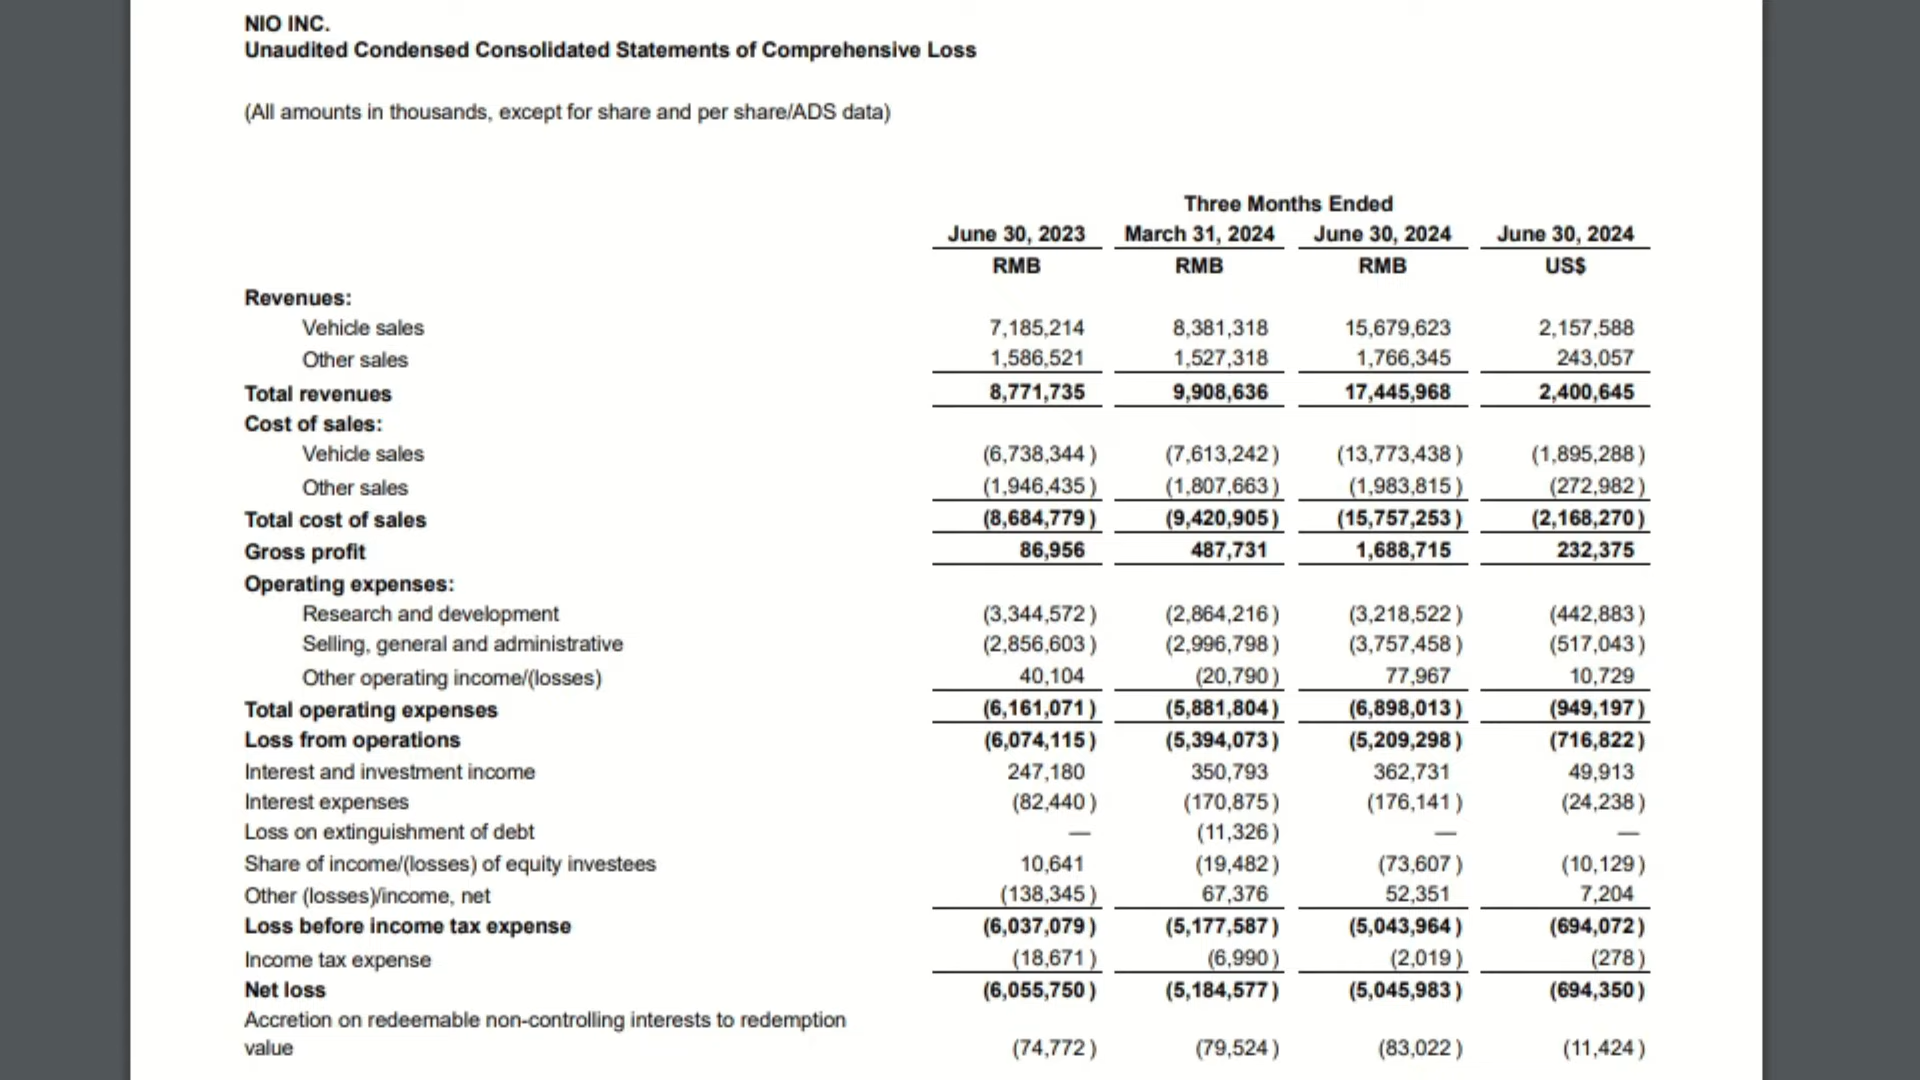 NIO INC.
Unaudited Condensed Consolidated Statements of Comprehensive Loss
(All amounts in thousands, except for share and per share/ADS data)
Three Months Ended
June 30, 2023 March 31, 2024 June 30, 2024 June 30, 2024
RMB RMB RMB US$
Revenues:
Vehicle sales 7,185,214 8,381,318 15,679,623 2,157,588
Other sales 1,586,521 1,527,318 1,766,345 243,057
Total revenues 8,771,735 9,908,636 17,445,968 2,400,645
Cost of sales:
Vehicle sales (6,738,344) (7,613,242) (13,773,438) (1,895,288)
Other sales (1,946,435) (1,807,663) (1,983,815) (272,982)
Total cost of sales (8,684,779) (9,420,905) (15,757,253) (2,168,270)
Gross profit 86,956 487,731 1,688,715 232,375
Operating expenses:
Research and development (3,344,572) (2,864,216) (3,218,522) (442,883)
Selling, general and administrative (2,856,603) (2,996,798) (3,757,458) (517,043)
Other operating income/(losses) 40,104 (20,790) 77,967 10,729
Total operating expenses (6,161,071) (5,881,804) (6,898,013) (949,197)
Loss from operations (6,074,115) (5,394,073) (5,209,298) (716,822)
Interest and investment income 247,180 350,793 362,731 49,913
Interest expenses (82,440) (170,875) (176,141) (24,238)
Loss on extinguishment of debt — (11,326) — —
Share of income/(losses) of equity investees 10,641 (19,482) (73,607) (10,129)
Other (losses)/income, net (138,345) 67,376 52,351 7,204
Loss before income tax expense (6,037,079) (5,177,587) (5,043,964) (694,072)
Income tax expense (18,671) (6,990) (2,019) (278)
Net loss (6,055,750) (5,184,577) (5,045,983) (694,350)
Accretion on redeemable non-controlling interests to redemption
value (74,772) (79,524) (83,022) (11,424)